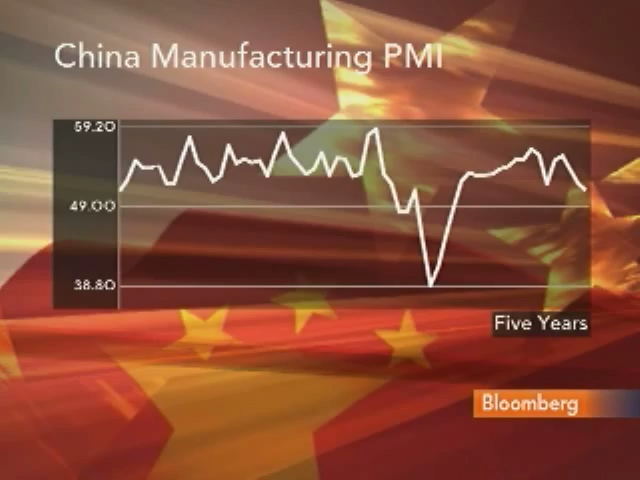 China Manufacturing PMI
59.20
49.00
38.80
Five Years
Bloomberg